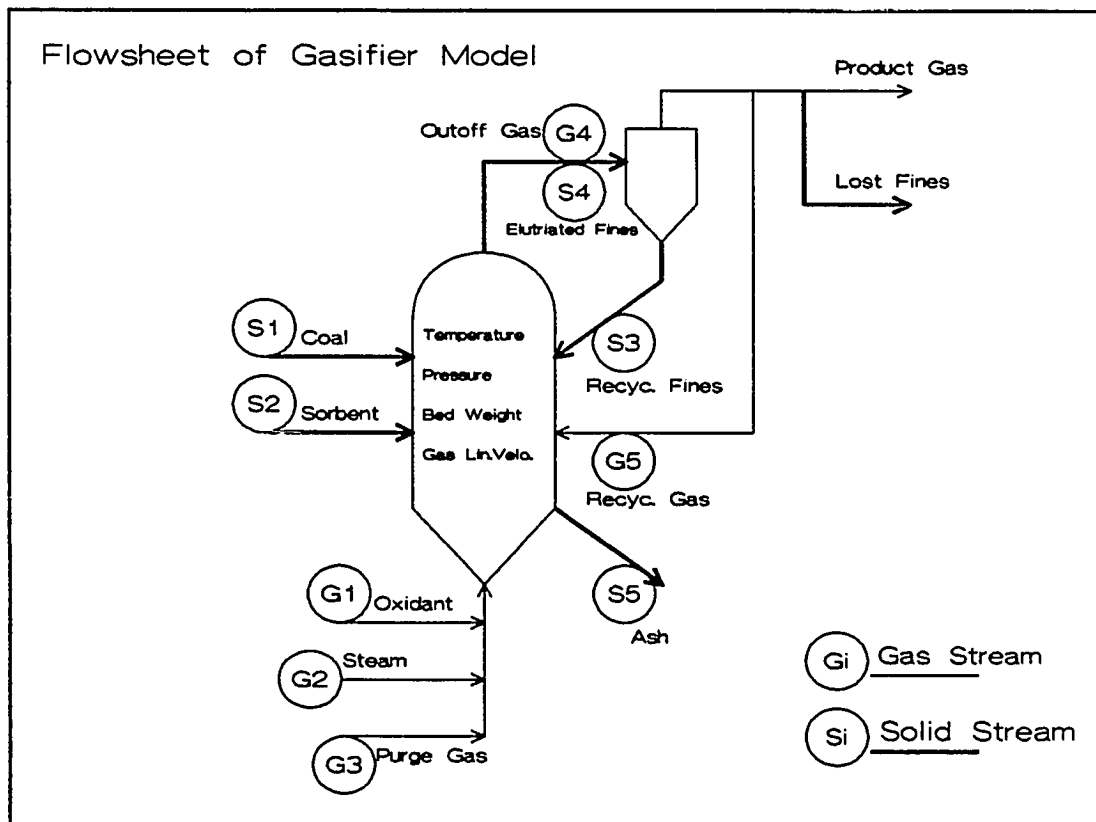 Flowsheet of Gasifier Model
Product Gas
Outoff Gas
G4
S4
Lost Fines
Elutriated Fines
S1
Coal
Temperature
S3
Pressure
Recyc. Fines
S2
Sorbent
Bed Weight
Gas Lin.Velo.
G5
Recyc. Gas
G1
Oxidant
S5
Ash
Steam
G2
Gi
Gas Stream
Purge Gas
G3
Si
Solid Stream